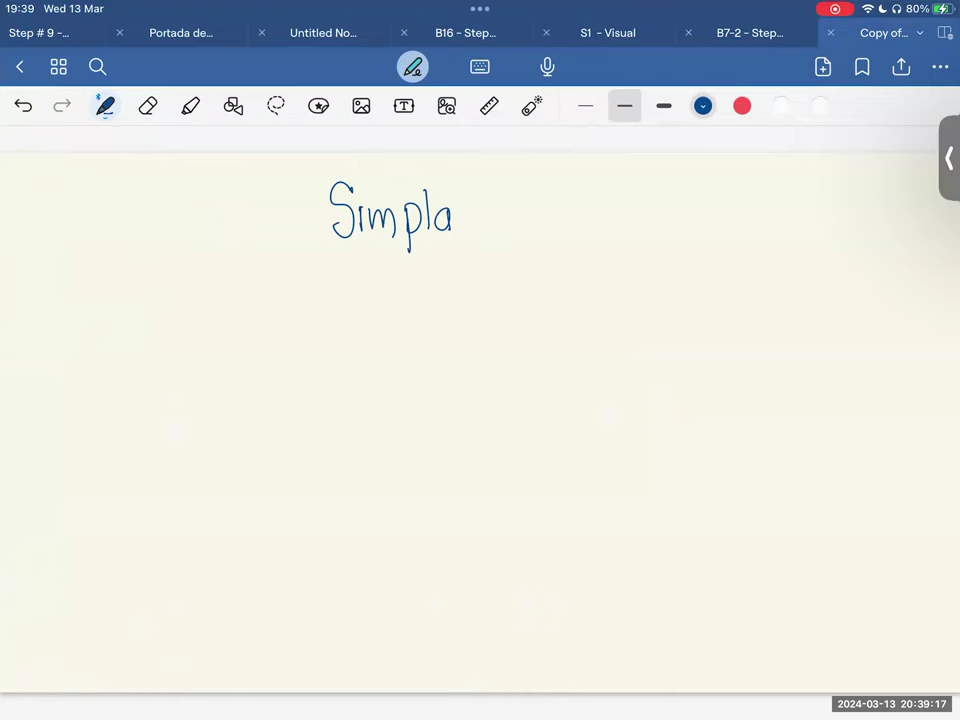 19:39 Wed 13 Mar 80%
Step # 9 –... Portada de... Untitled No... B16 - Step... S1 - Visual B7-2 - Step... Copy of...
T
Simpla
2024-03-13 20:39:17